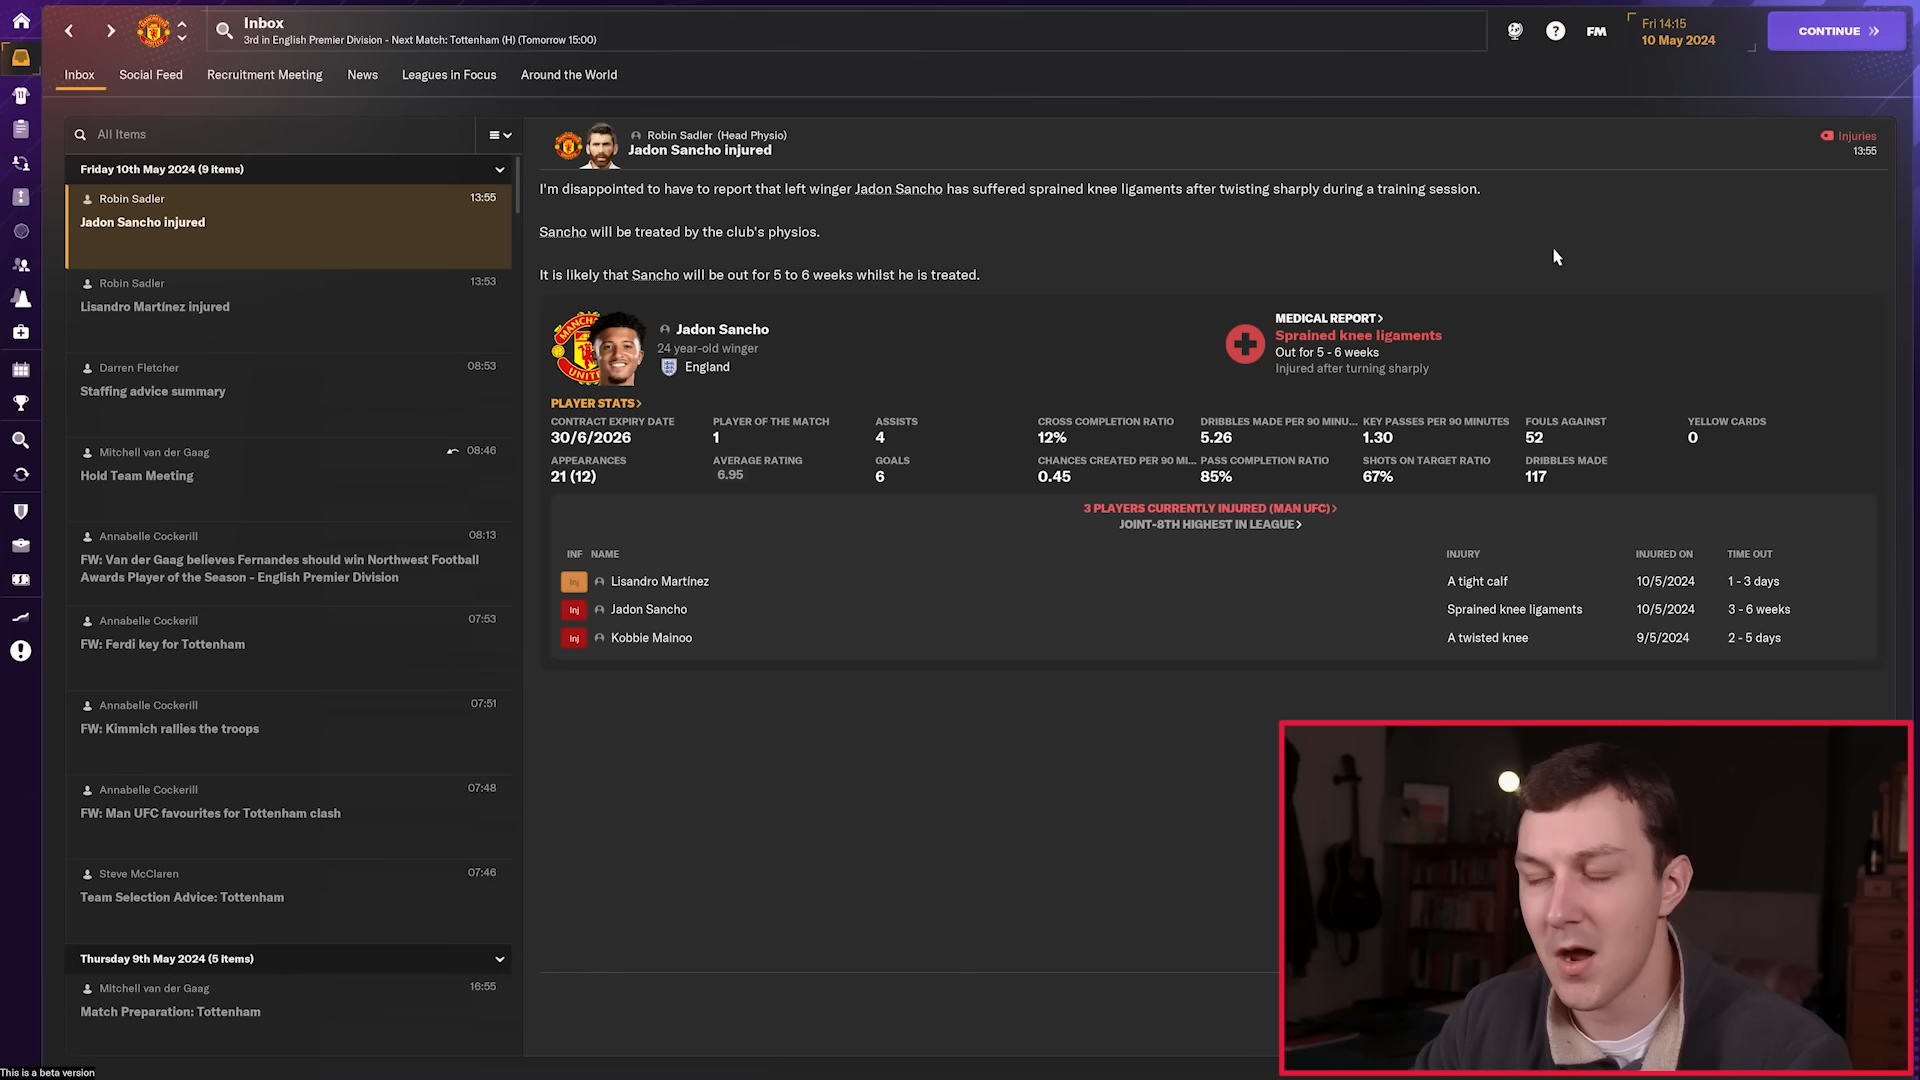 Inbox
3rd in English Premier Division - Next Match: Tottenham (H) (Tomorrow 15:00)
FM
Fri 14:15
10 May 2024
CONTINUE
Inbox
Social Feed
Recruitment Meeting
News
Leagues in Focus
Around the World
All Items
Friday 10th May 2024 (9 Items)
Robin Sadler
13:55
Jadon Sancho injured
Robin Sadler
13:53
Lisandro Martínez injured
Darren Fletcher
08:53
Staffing advice summary
Mitchell van der Gaag
08:46
Hold Team Meeting
Annabelle Cockerill
08:13
FW: Van der Gaag believes Fernandes should win Northwest Football
Awards Player of the Season - English Premier Division
Annabelle Cockerill
07:53
FW: Ferdi key for Tottenham
Annabelle Cockerill
07:51
FW: Kimmich rallies the troops
Annabelle Cockerill
07:48
FW: Man UFC favourites for Tottenham clash
Steve McClaren
07:46
Team Selection Advice: Tottenham
Thursday 9th May 2024 (5 Items)
Mitchell van der Gaag
16:55
Match Preparation: Tottenham
Robin Sadler (Head Physio)
Jadon Sancho injured
Injuries
13:55
I'm disappointed to have to report that left winger Jadon Sancho has suffered sprained knee ligaments after twisting sharply during a training session.
Sancho will be treated by the club's physios.
It is likely that Sancho will be out for 5 to 6 weeks whilst he is treated.
Jadon Sancho
24 year-old winger
England
MEDICAL REPORT >
Sprained knee ligaments
Out for 5 - 6 weeks
Injured after turning sharply
PLAYER STATS >
CONTRACT EXPIRY DATE PLAYER OF THE MATCH ASSISTS CROSS COMPLETION RATIO DRIBBLES MADE PER 90 MINU... KEY PASSES PER 90 MINUTES FOULS AGAINST YELLOW CARDS
30/6/2026 1 4 12% 5.26 1.30 52 0
APPEARANCES AVERAGE RATING GOALS CHANCES CREATED PER 90 MI... PASS COMPLETION RATIO SHOTS ON TARGET RATIO DRIBBLES MADE
21 (12) 6.95 6 0.45 85% 67% 117
3 PLAYERS CURRENTLY INJURED (MAN UFC) >
JOINT-8TH HIGHEST IN LEAGUE >
INF NAME INJURY INJURED ON TIME OUT
Inj Lisandro Martínez A tight calf 10/5/2024 1 - 3 days
Inj Jadon Sancho Sprained knee ligaments 10/5/2024 3 - 6 weeks
Inj Kobbie Mainoo A twisted knee 9/5/2024 2 - 5 days
This is a beta version